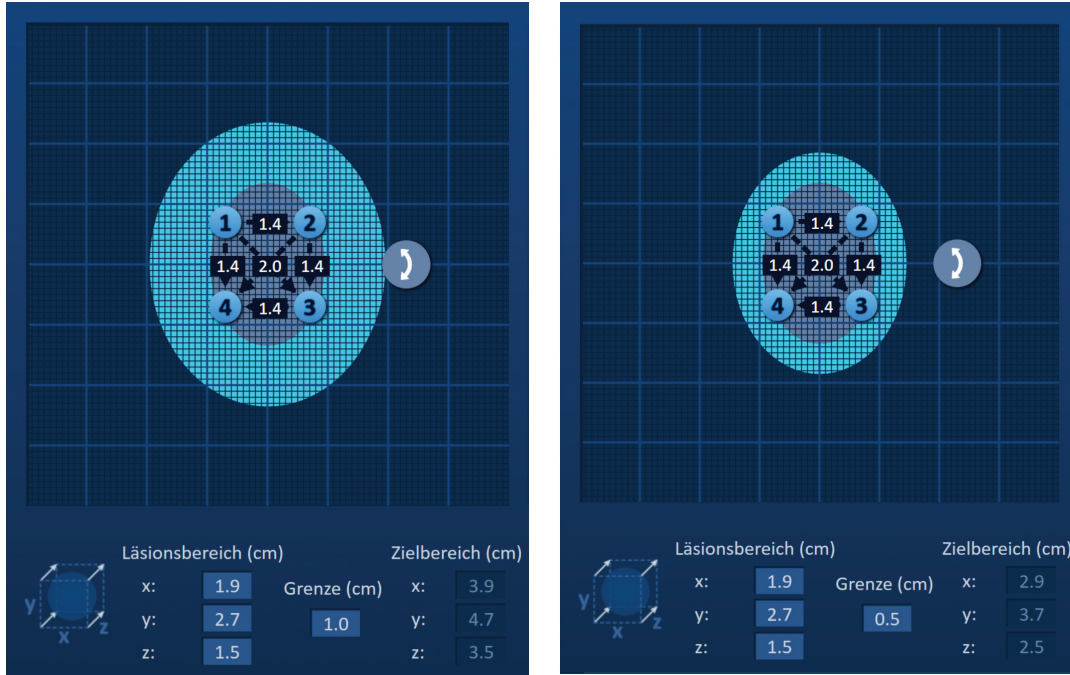 1 1.4 2
1.4 2.0 1.4
4 1.4 3
Läsionsbereich (cm) Zielbereich (cm)
x: 1.9 Grenze (cm) x: 3.9
y: 2.7 1.0 y: 4.7
z: 1.5 z: 3.5
y x z
1 1.4 2
1.4 2.0 1.4
4 1.4 3
Läsionsbereich (cm) Zielbereich (cm)
x: 1.9 Grenze (cm) x: 2.9
y: 2.7 0.5 y: 3.7
z: 1.5 z: 2.5
y x z